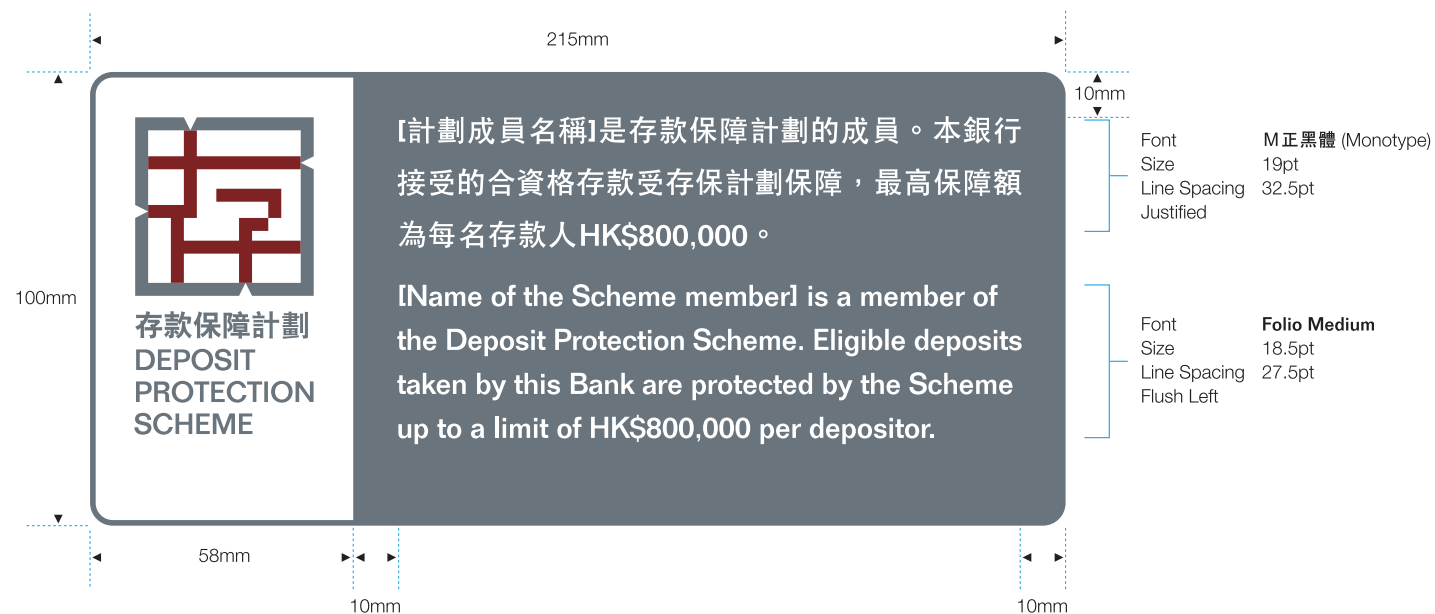 215mm
10mm
存款保障計劃
DEPOSIT
PROTECTION
SCHEME
[計劃成員名稱]是存款保障計劃的成員。本銀行
接受的合資格存款受存保計劃保障，最高保障額
為每名存款人HK$800,000。
[Name of the Scheme member] is a member of
the Deposit Protection Scheme. Eligible deposits
taken by this Bank are protected by the Scheme
up to a limit of HK$800,000 per depositor.
Font M正黑體 (Monotype)
Size 19pt
Line Spacing 32.5pt
Justified
100mm
Font Folio Medium
Size 18.5pt
Line Spacing 27.5pt
Flush Left
58mm
10mm
10mm